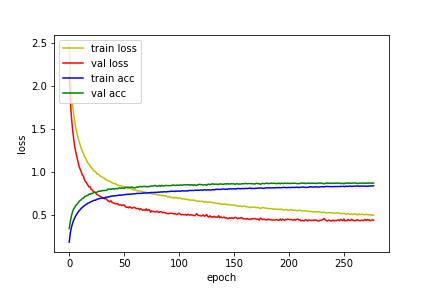 2.5
2.0
1.5
1.0
0.5
loss
train loss
val loss
train acc
val acc
0 50 100 150 200 250
epoch